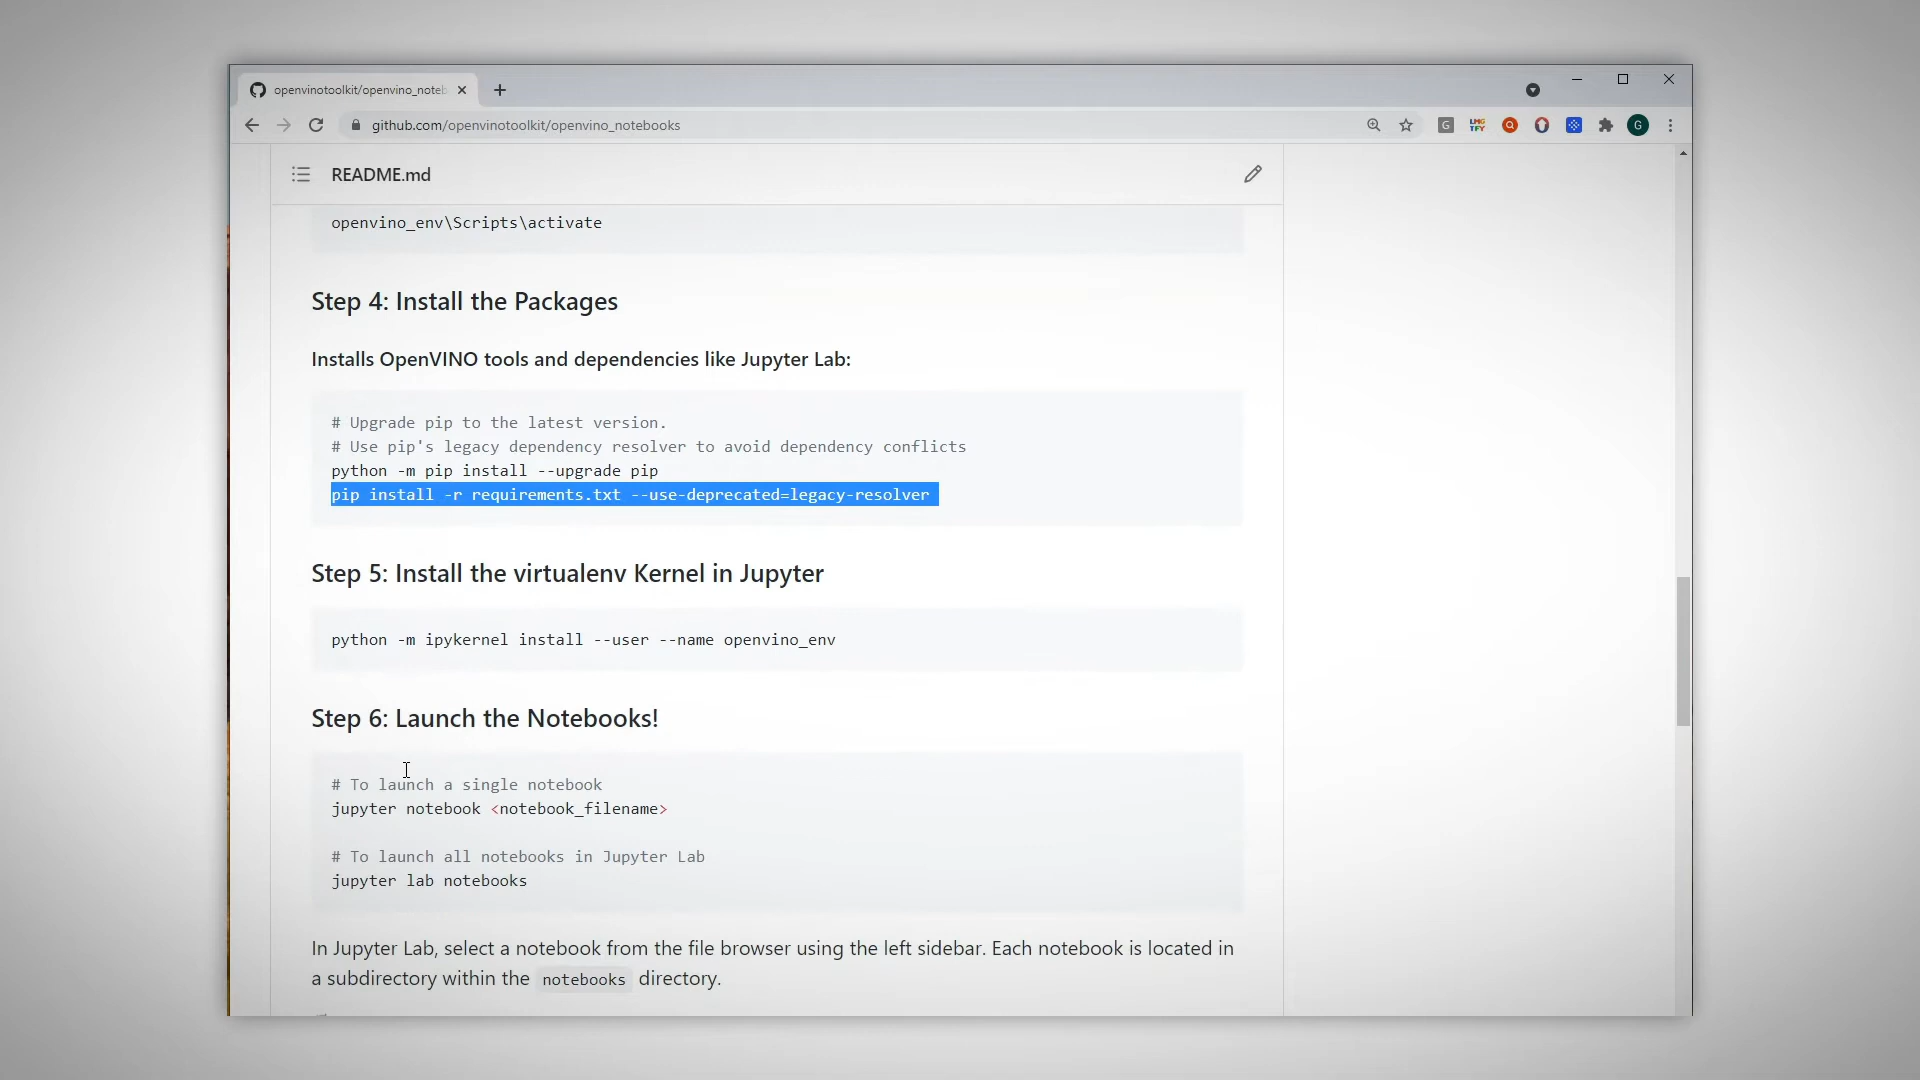 openvinotoolkit/openvino_noteb
github.com/openvinotoolkit/openvino_notebooks
G
LMG
TFY
G
README.md
openvino_env\Scripts\activate
Step 4: Install the Packages
Installs OpenVINO tools and dependencies like Jupyter Lab:
# Upgrade pip to the latest version.
# Use pip's legacy dependency resolver to avoid dependency conflicts
python -m pip install --upgrade pip
pip install -r requirements.txt --use-deprecated=legacy-resolver
Step 5: Install the virtualenv Kernel in Jupyter
python -m ipykernel install --user --name openvino_env
Step 6: Launch the Notebooks!
# To launch a single notebook
jupyter notebook <notebook_filename>
# To launch all notebooks in Jupyter Lab
jupyter lab notebooks
In Jupyter Lab, select a notebook from the file browser using the left sidebar. Each notebook is located in
a subdirectory within the notebooks directory.